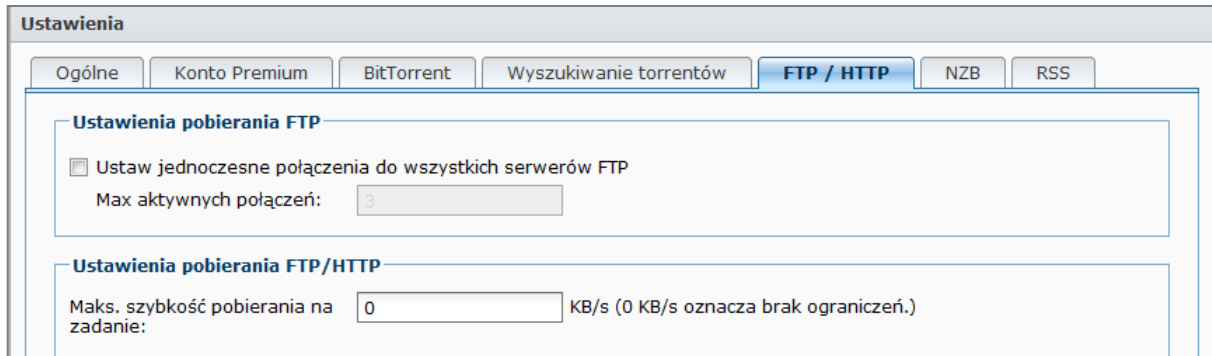 Ustawienia
Ogólne Konto Premium BitTorrent Wyszukiwanie torrentów FTP / HTTP NZB RSS
Ustawienia pobierania FTP
Ustaw jednoczesne połączenia do wszystkich serwerów FTP
Max aktywnych połączeń: 3
Ustawienia pobierania FTP/HTTP
Maks. szybkość pobierania na 0 KB/s (0 KB/s oznacza brak ograniczeń.)
zadanie: